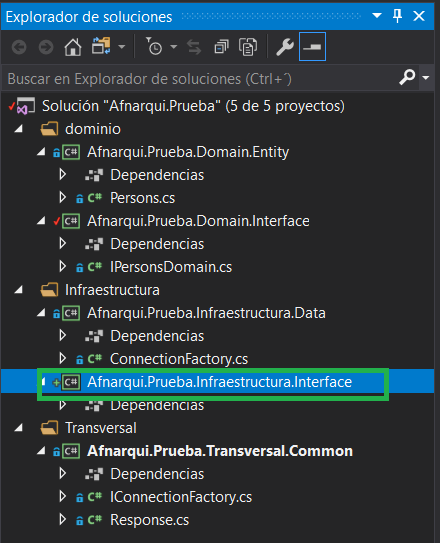 Explorador de soluciones
Buscar en Explorador de soluciones (Ctrl+´)
Solución "Afnarqui.Prueba" (5 de 5 proyectos)
dominio
C# Afnarqui.Prueba.Domain.Entity
Dependencias
C# Persons.cs
C# Afnarqui.Prueba.Domain.Interface
Dependencias
C# IPersonsDomain.cs
Infraestructura
C# Afnarqui.Prueba.Infraestructura.Data
Dependencias
C# ConnectionFactory.cs
C# Afnarqui.Prueba.Infraestructura.Interface
Dependencias
Transversal
C# Afnarqui.Prueba.Transversal.Common
Dependencias
C# IConnectionFactory.cs
C# Response.cs